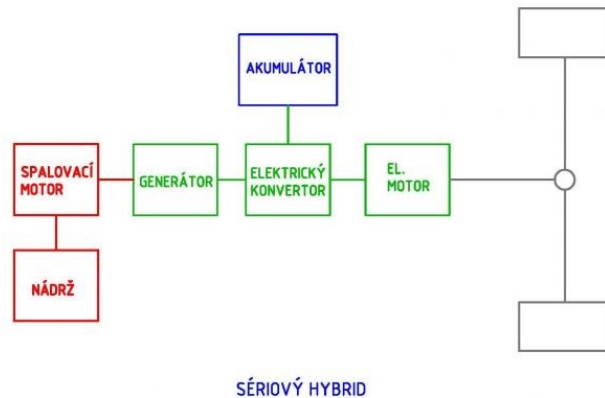 AKUMULÁTOR
SPALOVACÍ
MOTOR
GENERÁTOR
ELEKTRICKÝ
KONVERTOR
EL.
MOTOR
NÁDRŽ
SÉRIOVÝ HYBRID